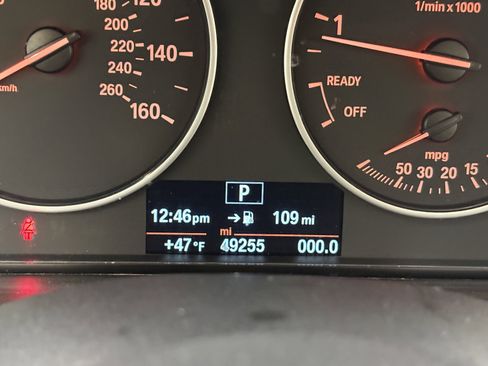 180
120
200
220
140
240
260
160
km/h
1/min x 1000
1
READY
OFF
mpg
50 30 20 15
P
12:46pm 109 mi
mi
+47°F 49255 000.0